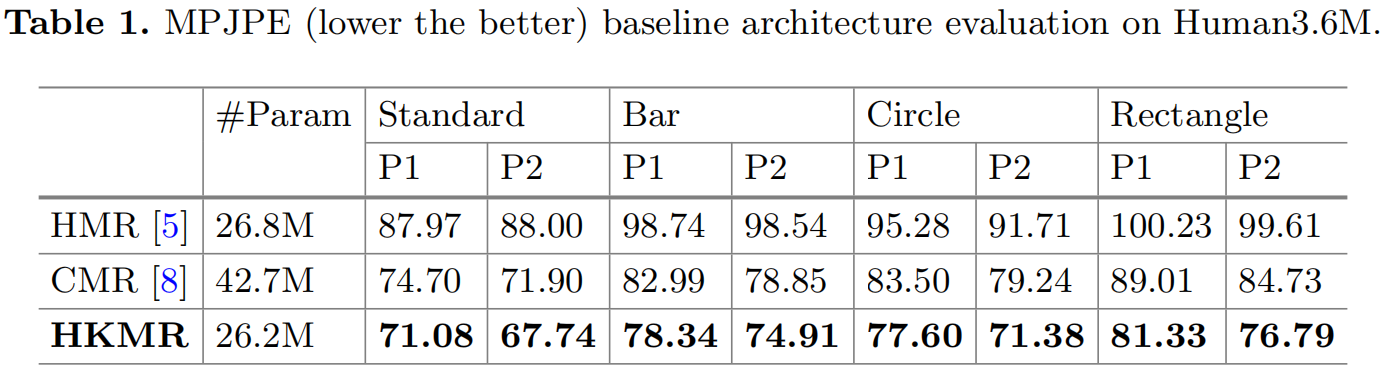 Table 1. MPJPE (lower the better) baseline architecture evaluation on Human3.6M.
#Param Standard Bar Circle Rectangle
P1 P2 P1 P2 P1 P2 P1 P2
HMR [5] 26.8M 87.97 88.00 98.74 98.54 95.28 91.71 100.23 99.61
CMR [8] 42.7M 74.70 71.90 82.99 78.85 83.50 79.24 89.01 84.73
HKMR 26.2M 71.08 67.74 78.34 74.91 77.60 71.38 81.33 76.79